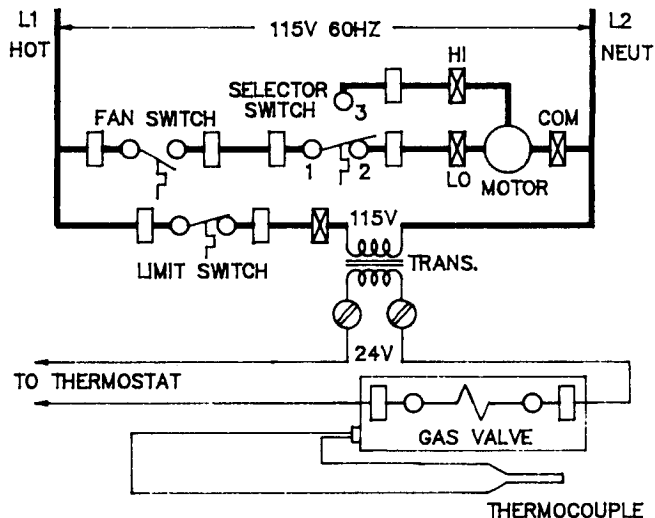 L1
HOT
115V 60HZ
L2
NEUT
HI
SELECTOR
SWITCH
3
FAN SWITCH
COM
1
2
LO
MOTOR
115V
LIMIT SWITCH
TRANS.
24V
TO THERMOSTAT
GAS VALVE
THERMOCOUPLE